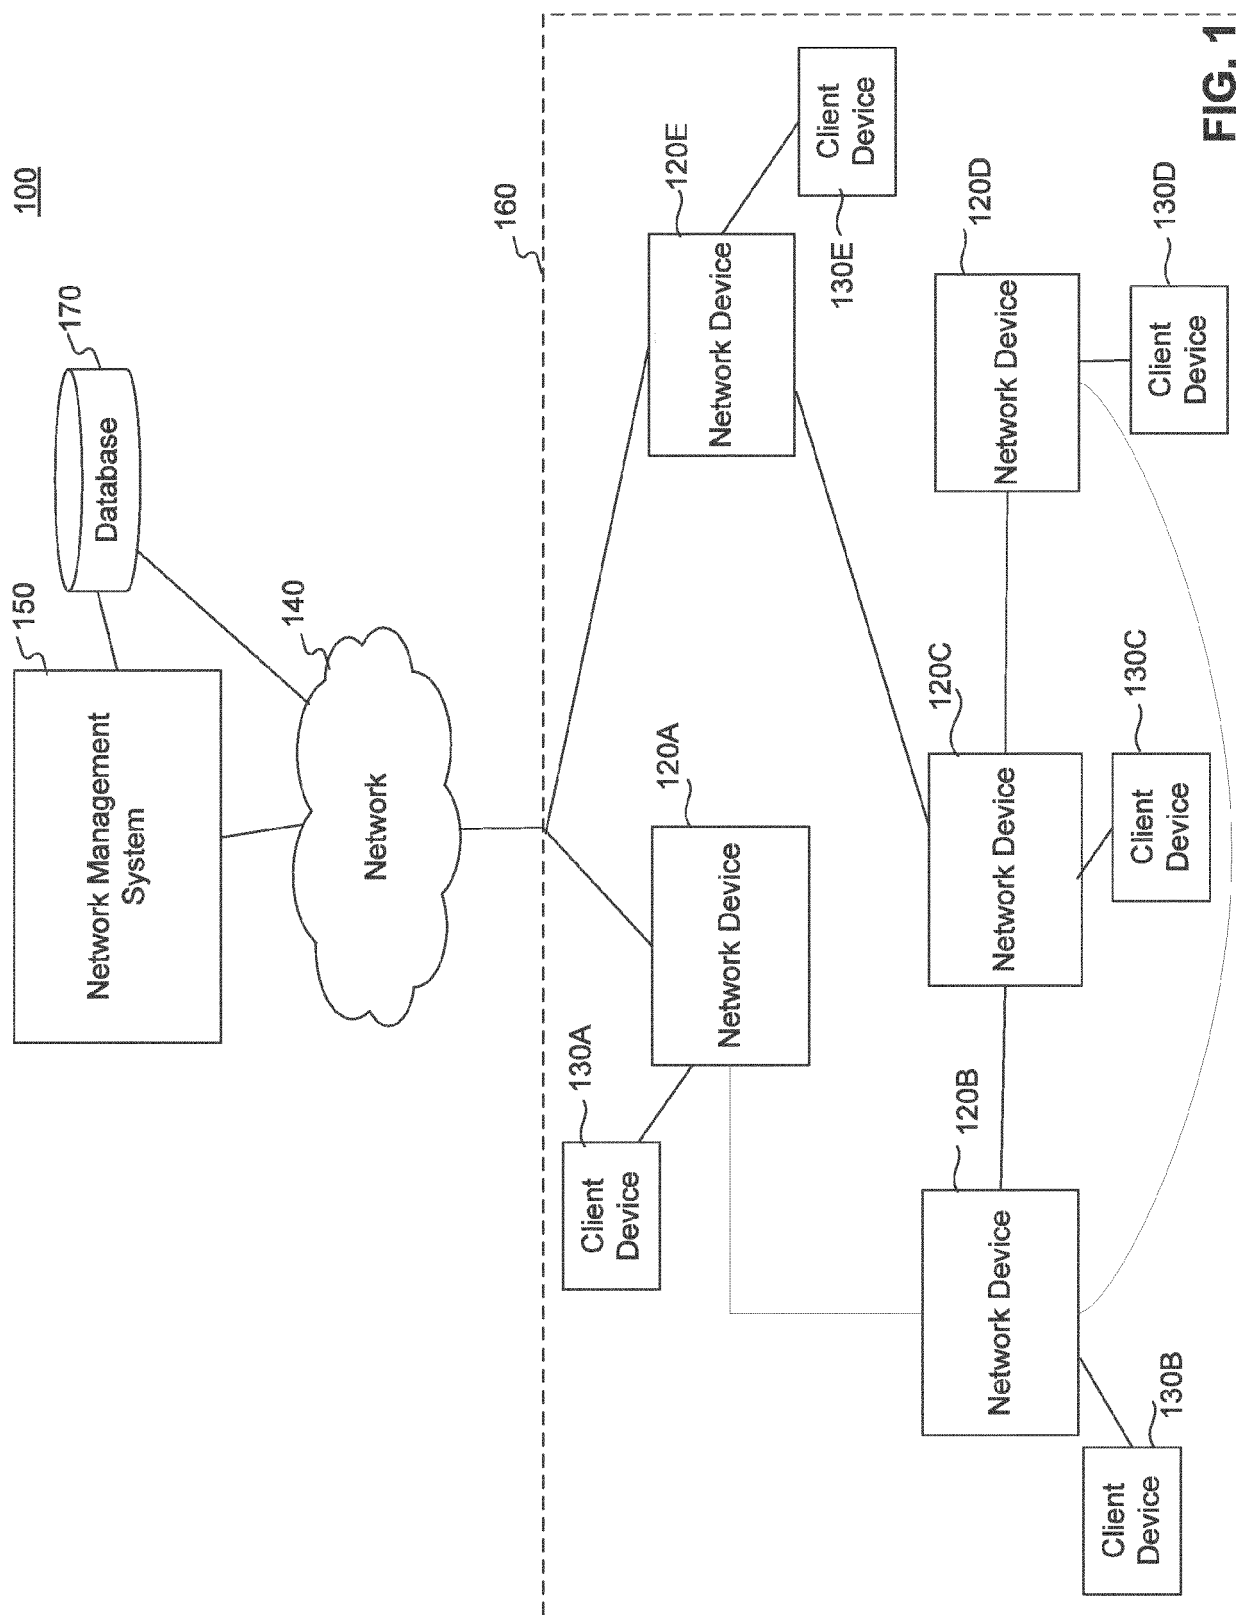 100
150
Network Management
System
170
Database
140
Network
160
130A
Client
Device
120A
Network Device
120E
Network Device
Client
Device
130E
120B
Network Device
120C
Network Device
120D
Network Device
130B
Client
Device
130C
Client
Device
130D
Client
Device
FIG. 1